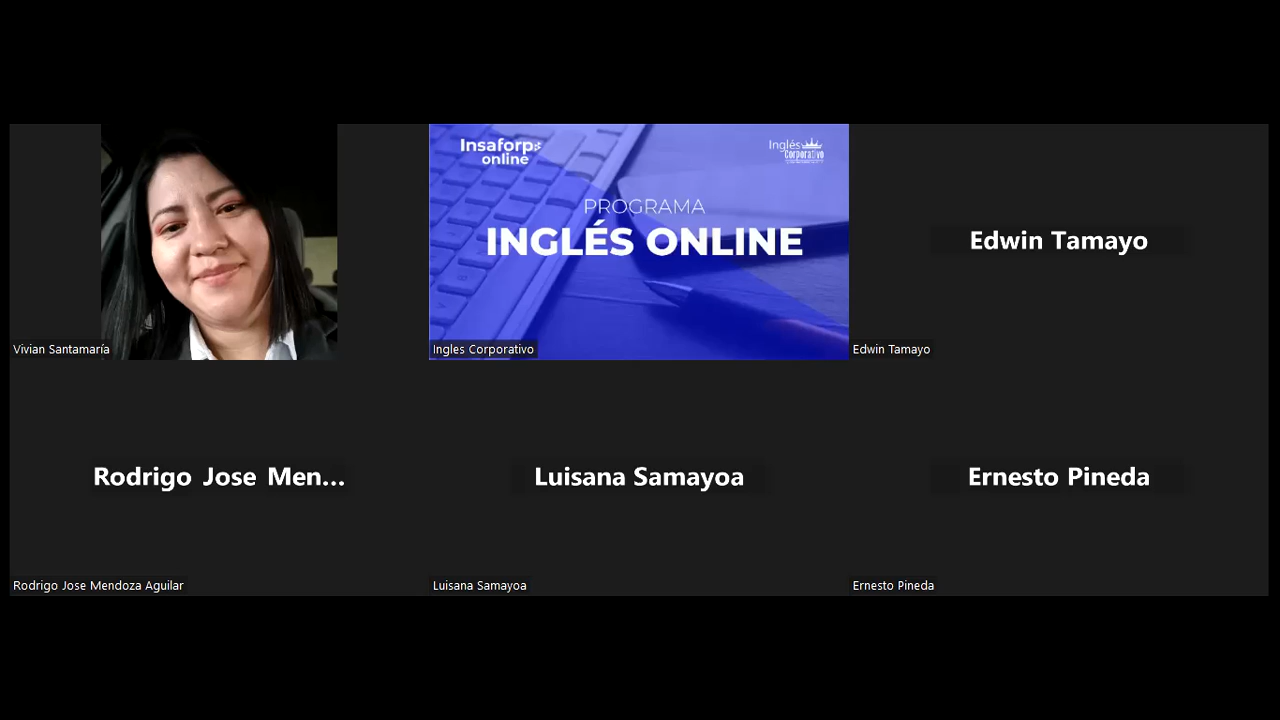 Vivian Santamaría
Insaforp
online
Inglés
Corporativo
PROGRAMA
INGLÉS ONLINE
Ingles Corporativo
Edwin Tamayo
Edwin Tamayo
Rodrigo Jose Men...
Rodrigo Jose Mendoza Aguilar
Luisana Samayoa
Luisana Samayoa
Ernesto Pineda
Ernesto Pineda